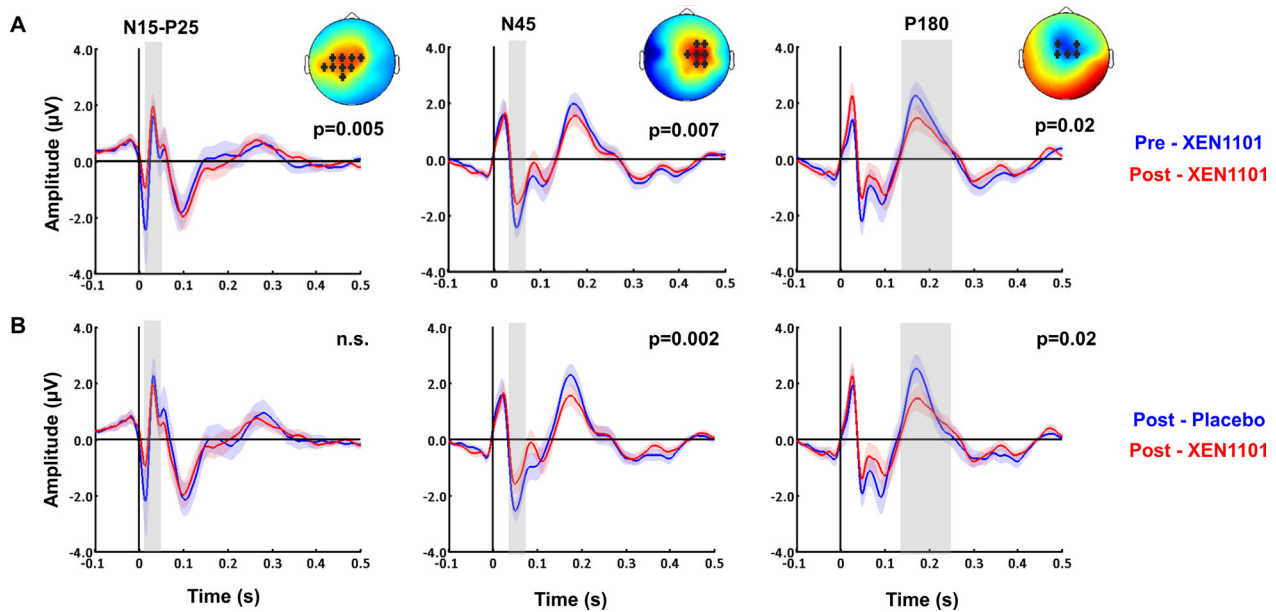 A
N15-P25
N45
P180
Amplitude (µV)
4.0
2.0
0.0
-2.0
-4.0
-0.1 0 0.1 0.2 0.3 0.4 0.5
p=0.005
4.0
2.0
0.0
-2.0
-4.0
-0.1 0 0.1 0.2 0.3 0.4 0.5
p=0.007
4.0
2.0
0.0
-2.0
-4.0
-0.1 0 0.1 0.2 0.3 0.4 0.5
p=0.02
Pre - XEN1101
Post - XEN1101
B
Amplitude (µV)
4.0
2.0
0.0
-2.0
-4.0
-0.1 0 0.1 0.2 0.3 0.4 0.5
n.s.
Time (s)
4.0
2.0
0.0
-2.0
-4.0
-0.1 0 0.1 0.2 0.3 0.4 0.5
p=0.002
Time (s)
4.0
2.0
0.0
-2.0
-4.0
-0.1 0 0.1 0.2 0.3 0.4 0.5
p=0.02
Time (s)
Post - Placebo
Post - XEN1101